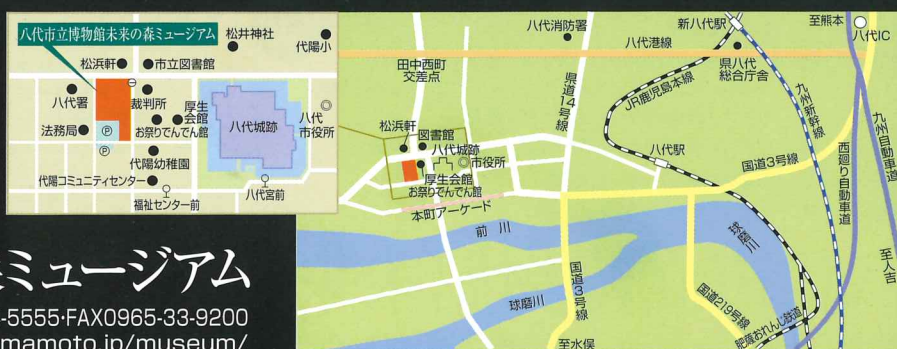 八代市立博物館未来の森ミュージアム
松井神社
代陽小
松浜軒
市立図書館
八代署
裁判所
厚生会館
お祭りでんでん館
法務局
P
P
八代城跡
八代市役所
代陽幼稚園
代陽コミュニティセンター
福祉センター前
八代宮前
八代消防署
新八代駅
至熊本
八代IC
八代港線
田中西町
交差点
県道14号線
JR鹿児島本線
県八代
総合庁舎
九州新幹線
西廻り自動車道
九州自動車道
松浜軒
図書館
八代城跡
市役所
厚生会館
お祭りでんでん館
八代駅
国道3号線
本町アーケード
前川
球磨川
球磨川
国道3号線
国道219号線
肥薩おれんじ鉄道
至人吉
至水俣
ミュージアム
-5555・FAX0965-33-9200
mamoto.jp/museum/